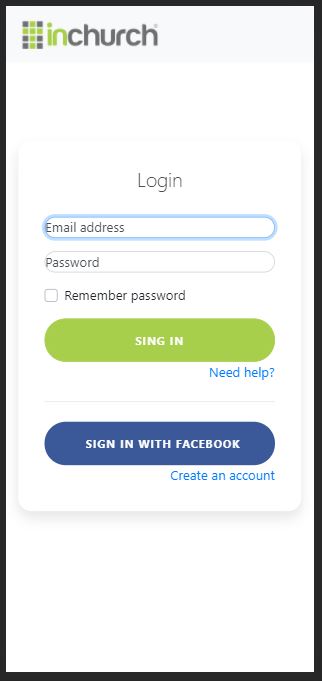 inchurch
Login
Email address
Password
Remember password
SING IN
Need help?
SIGN IN WITH FACEBOOK
Create an account